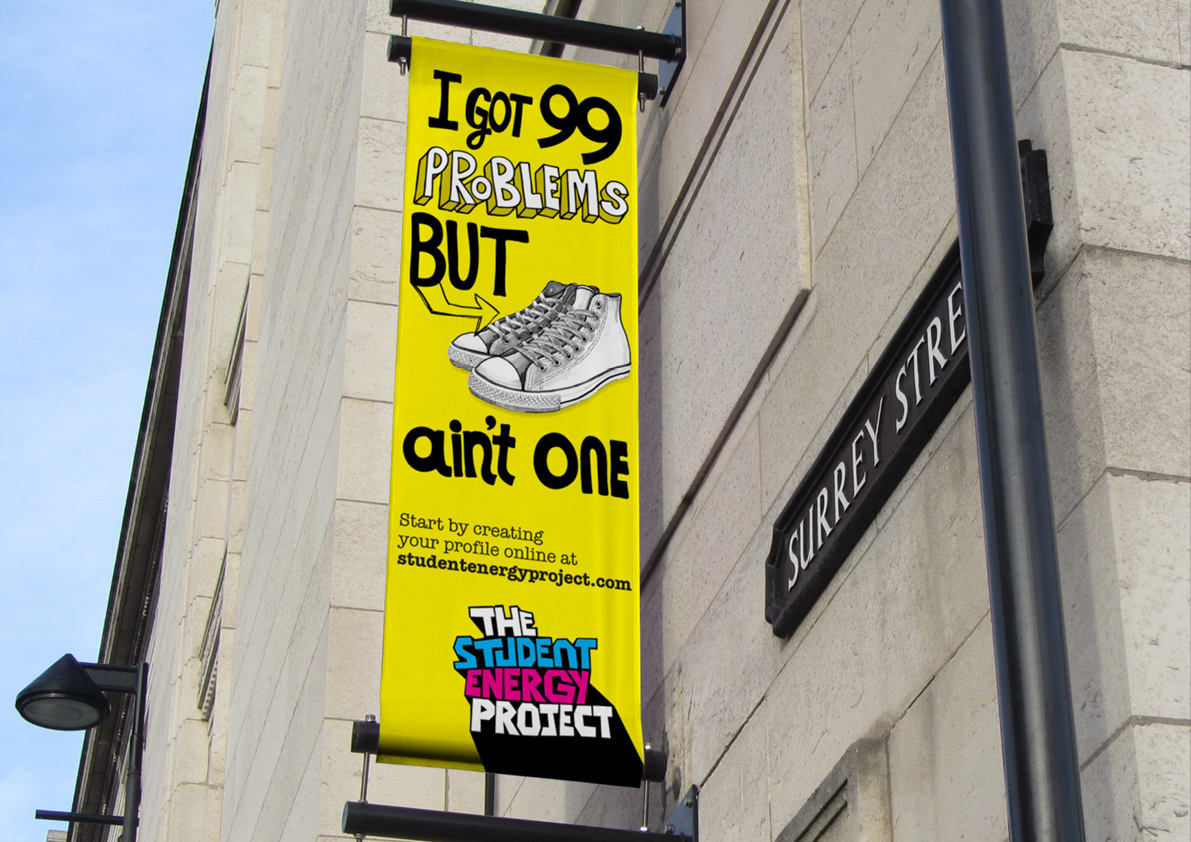 I GOT 99
PROBLEMS
BUT
ain't ONE
Start by creating
your profile online at
studentenergyproject.com
THE
STUDENT
ENERGY
PROJECT
SURREY STRE